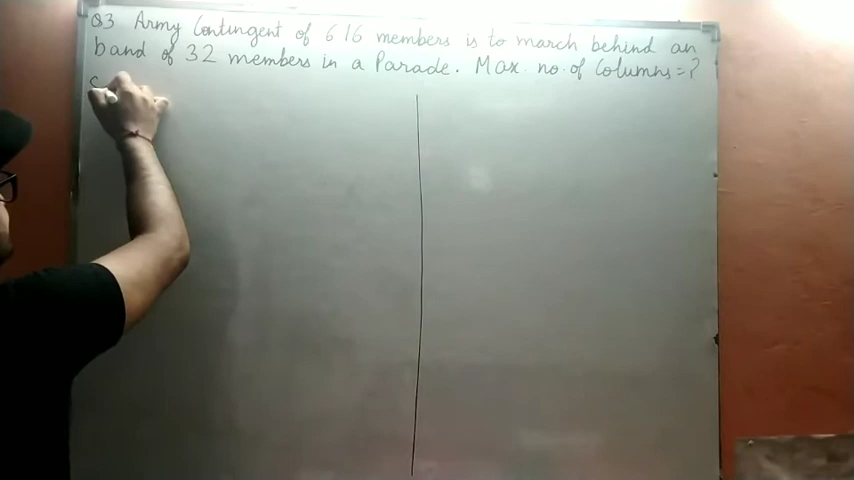 Q3 Army Contingent of 616 members is to march behind an
band of 32 members in a Parade. Max. no. of Columns = ?